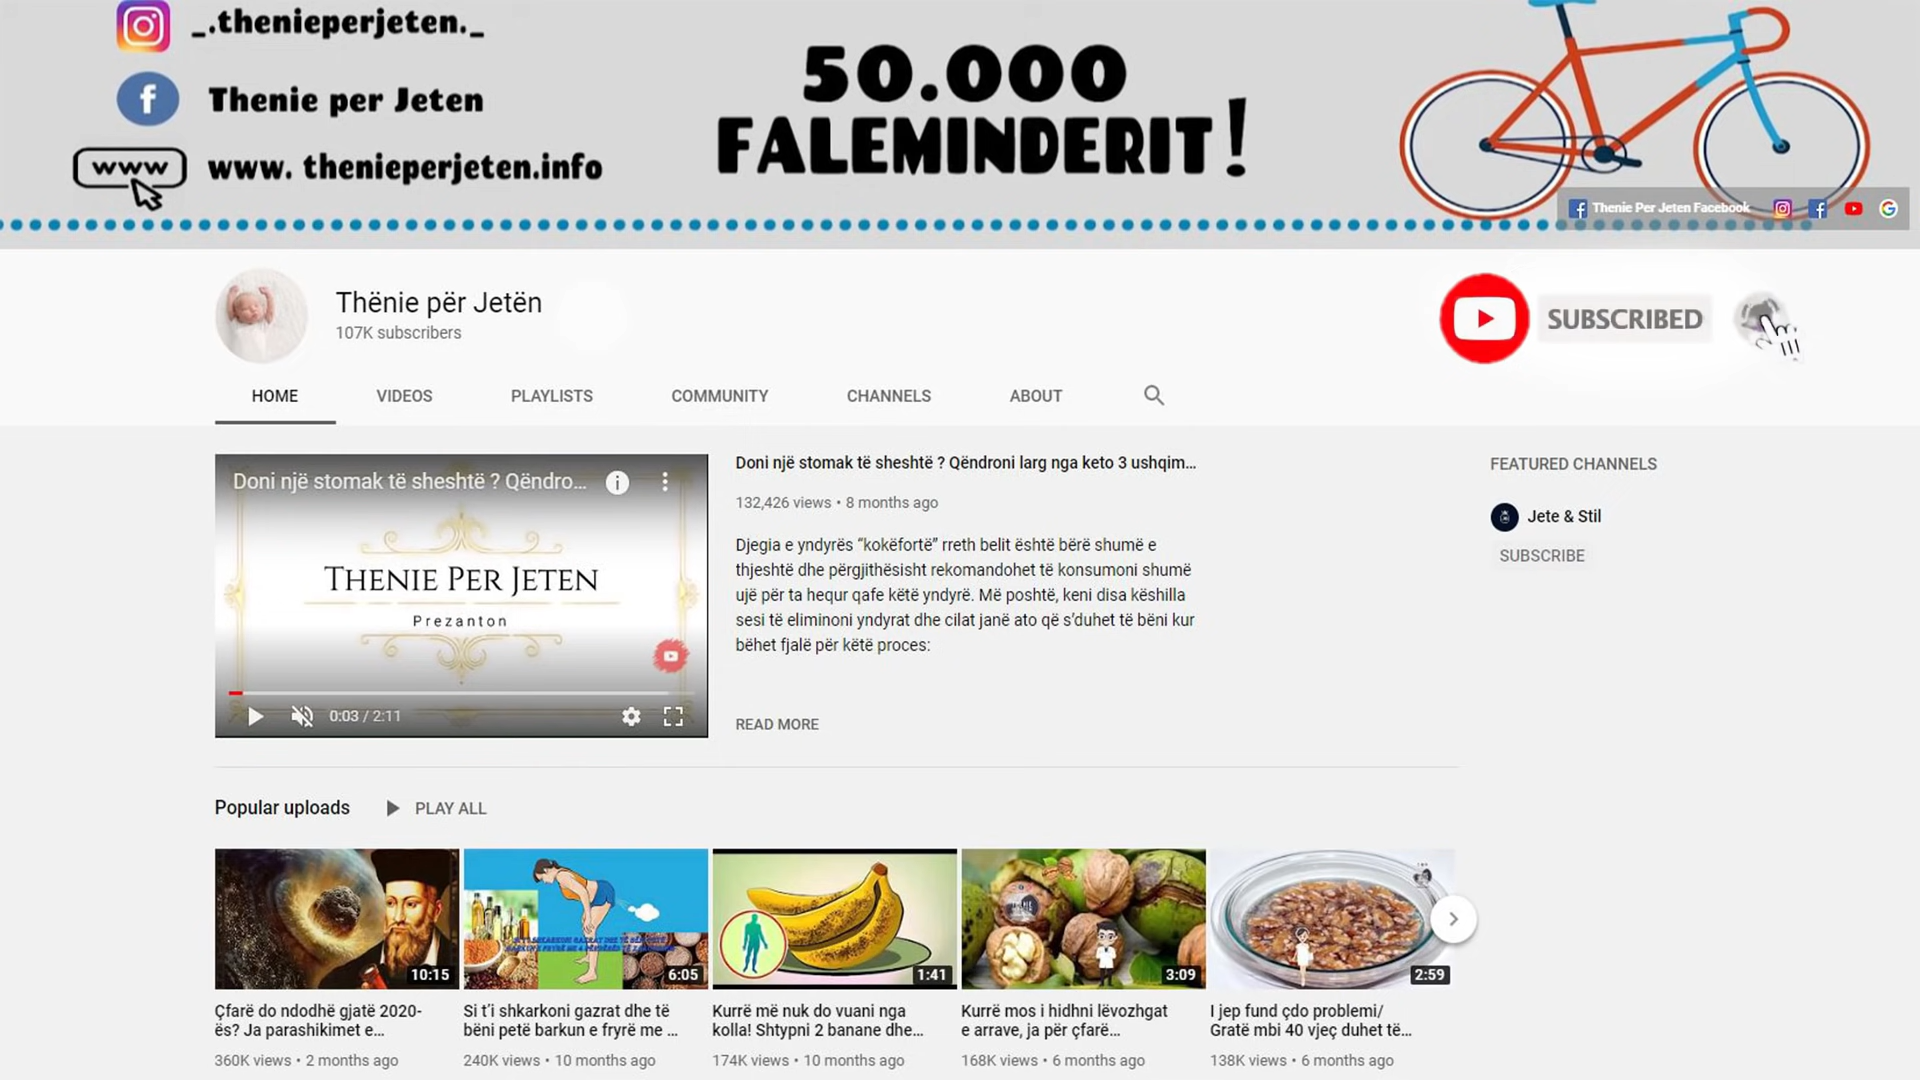 _.thenieperjeten._
Thenie per Jeten
www
www. thenieperjeten.info
50.000
FALEMINDERIT!
Thenie Per Jeten Facebook
Thënie për Jetën
107K subscribers
SUBSCRIBED
HOME
VIDEOS
PLAYLISTS
COMMUNITY
CHANNELS
ABOUT
Doni një stomak të sheshtë ? Qëndro...
THENIE PER JETEN
Prezanton
0:03 / 2:11
Doni një stomak të sheshtë ? Qëndroni larg nga keto 3 ushqim...
132,426 views • 8 months ago
Djegia e yndyrës “kokëfortë” rreth belit është bërë shumë e
thjeshtë dhe përgjithësisht rekomandohet të konsumoni shumë
ujë për ta hequr qafe këtë yndyrë. Më poshtë, keni disa këshilla
sesi të eliminoni yndyrat dhe cilat janë ato që s’duhet të bëni kur
bëhet fjalë për këtë proces:
READ MORE
FEATURED CHANNELS
Jete & Stil
SUBSCRIBE
Popular uploads
PLAY ALL
10:15
6:05
1:41
3:09
2:59
Çfarë do ndodhë gjatë 2020-
ës? Ja parashikimet e...
360K views • 2 months ago
Si t’i shkarkoni gazrat dhe të
bëni petë barkun e fryrë me ...
240K views • 10 months ago
Kurrë më nuk do vuani nga
kolla! Shtypni 2 banane dhe...
174K views • 10 months ago
Kurrë mos i hidhni lëvozhgat
e arrave, ja për çfarë...
168K views • 6 months ago
I jep fund çdo problemi/
Gratë mbi 40 vjeç duhet të...
138K views • 6 months ago